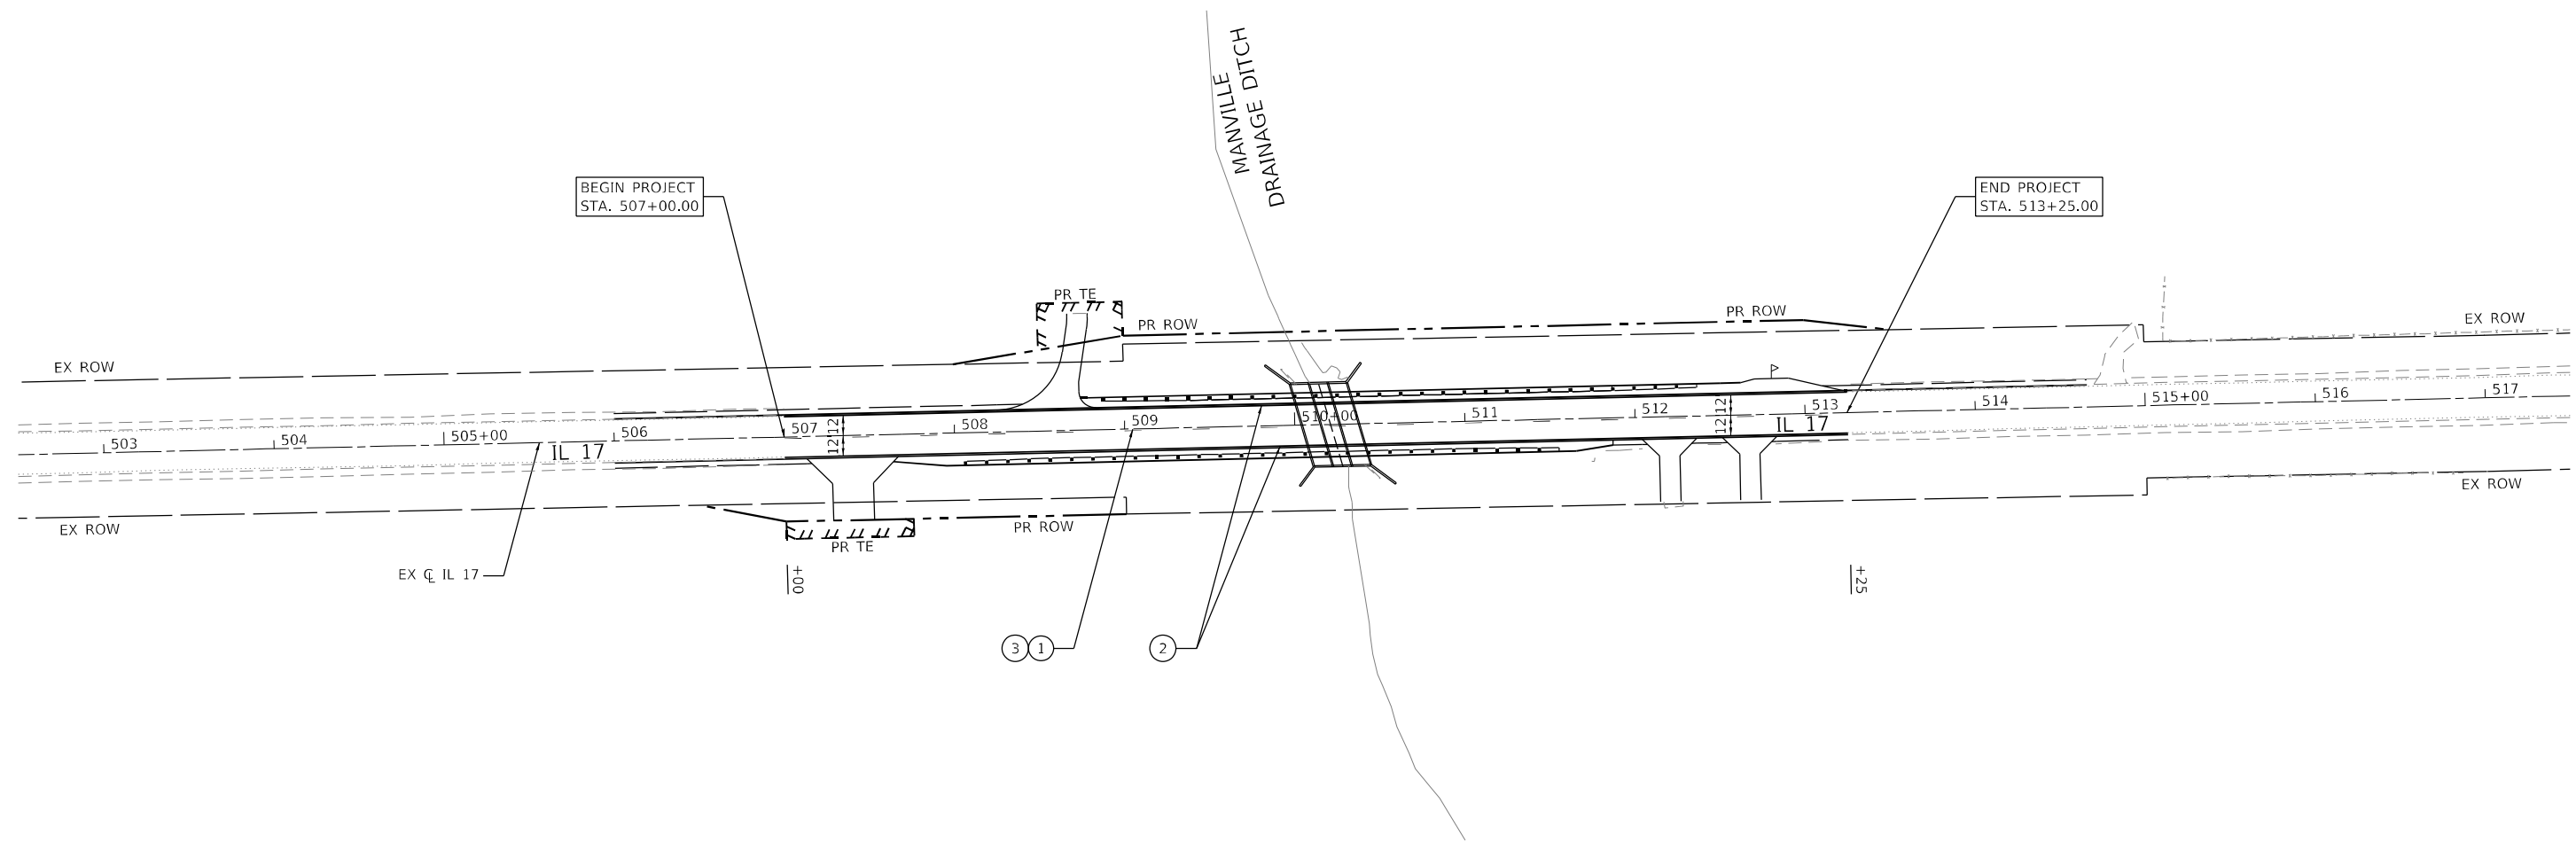 MANVILLE
DRAINAGE DITCH
BEGIN PROJECT
STA. 507+00.00
END PROJECT
STA. 513+25.00
PR TE
PR ROW
PR ROW
EX ROW
EX ROW
503
504
505+00
506
507
508
509
510+00
511
512
513
514
515+00
516
517
12'
12'
12'
12'
IL 17
IL 17
EX ROW
EX ROW
PR ROW
PR TE
EX ℄ IL 17
+00
+25
3
1
2